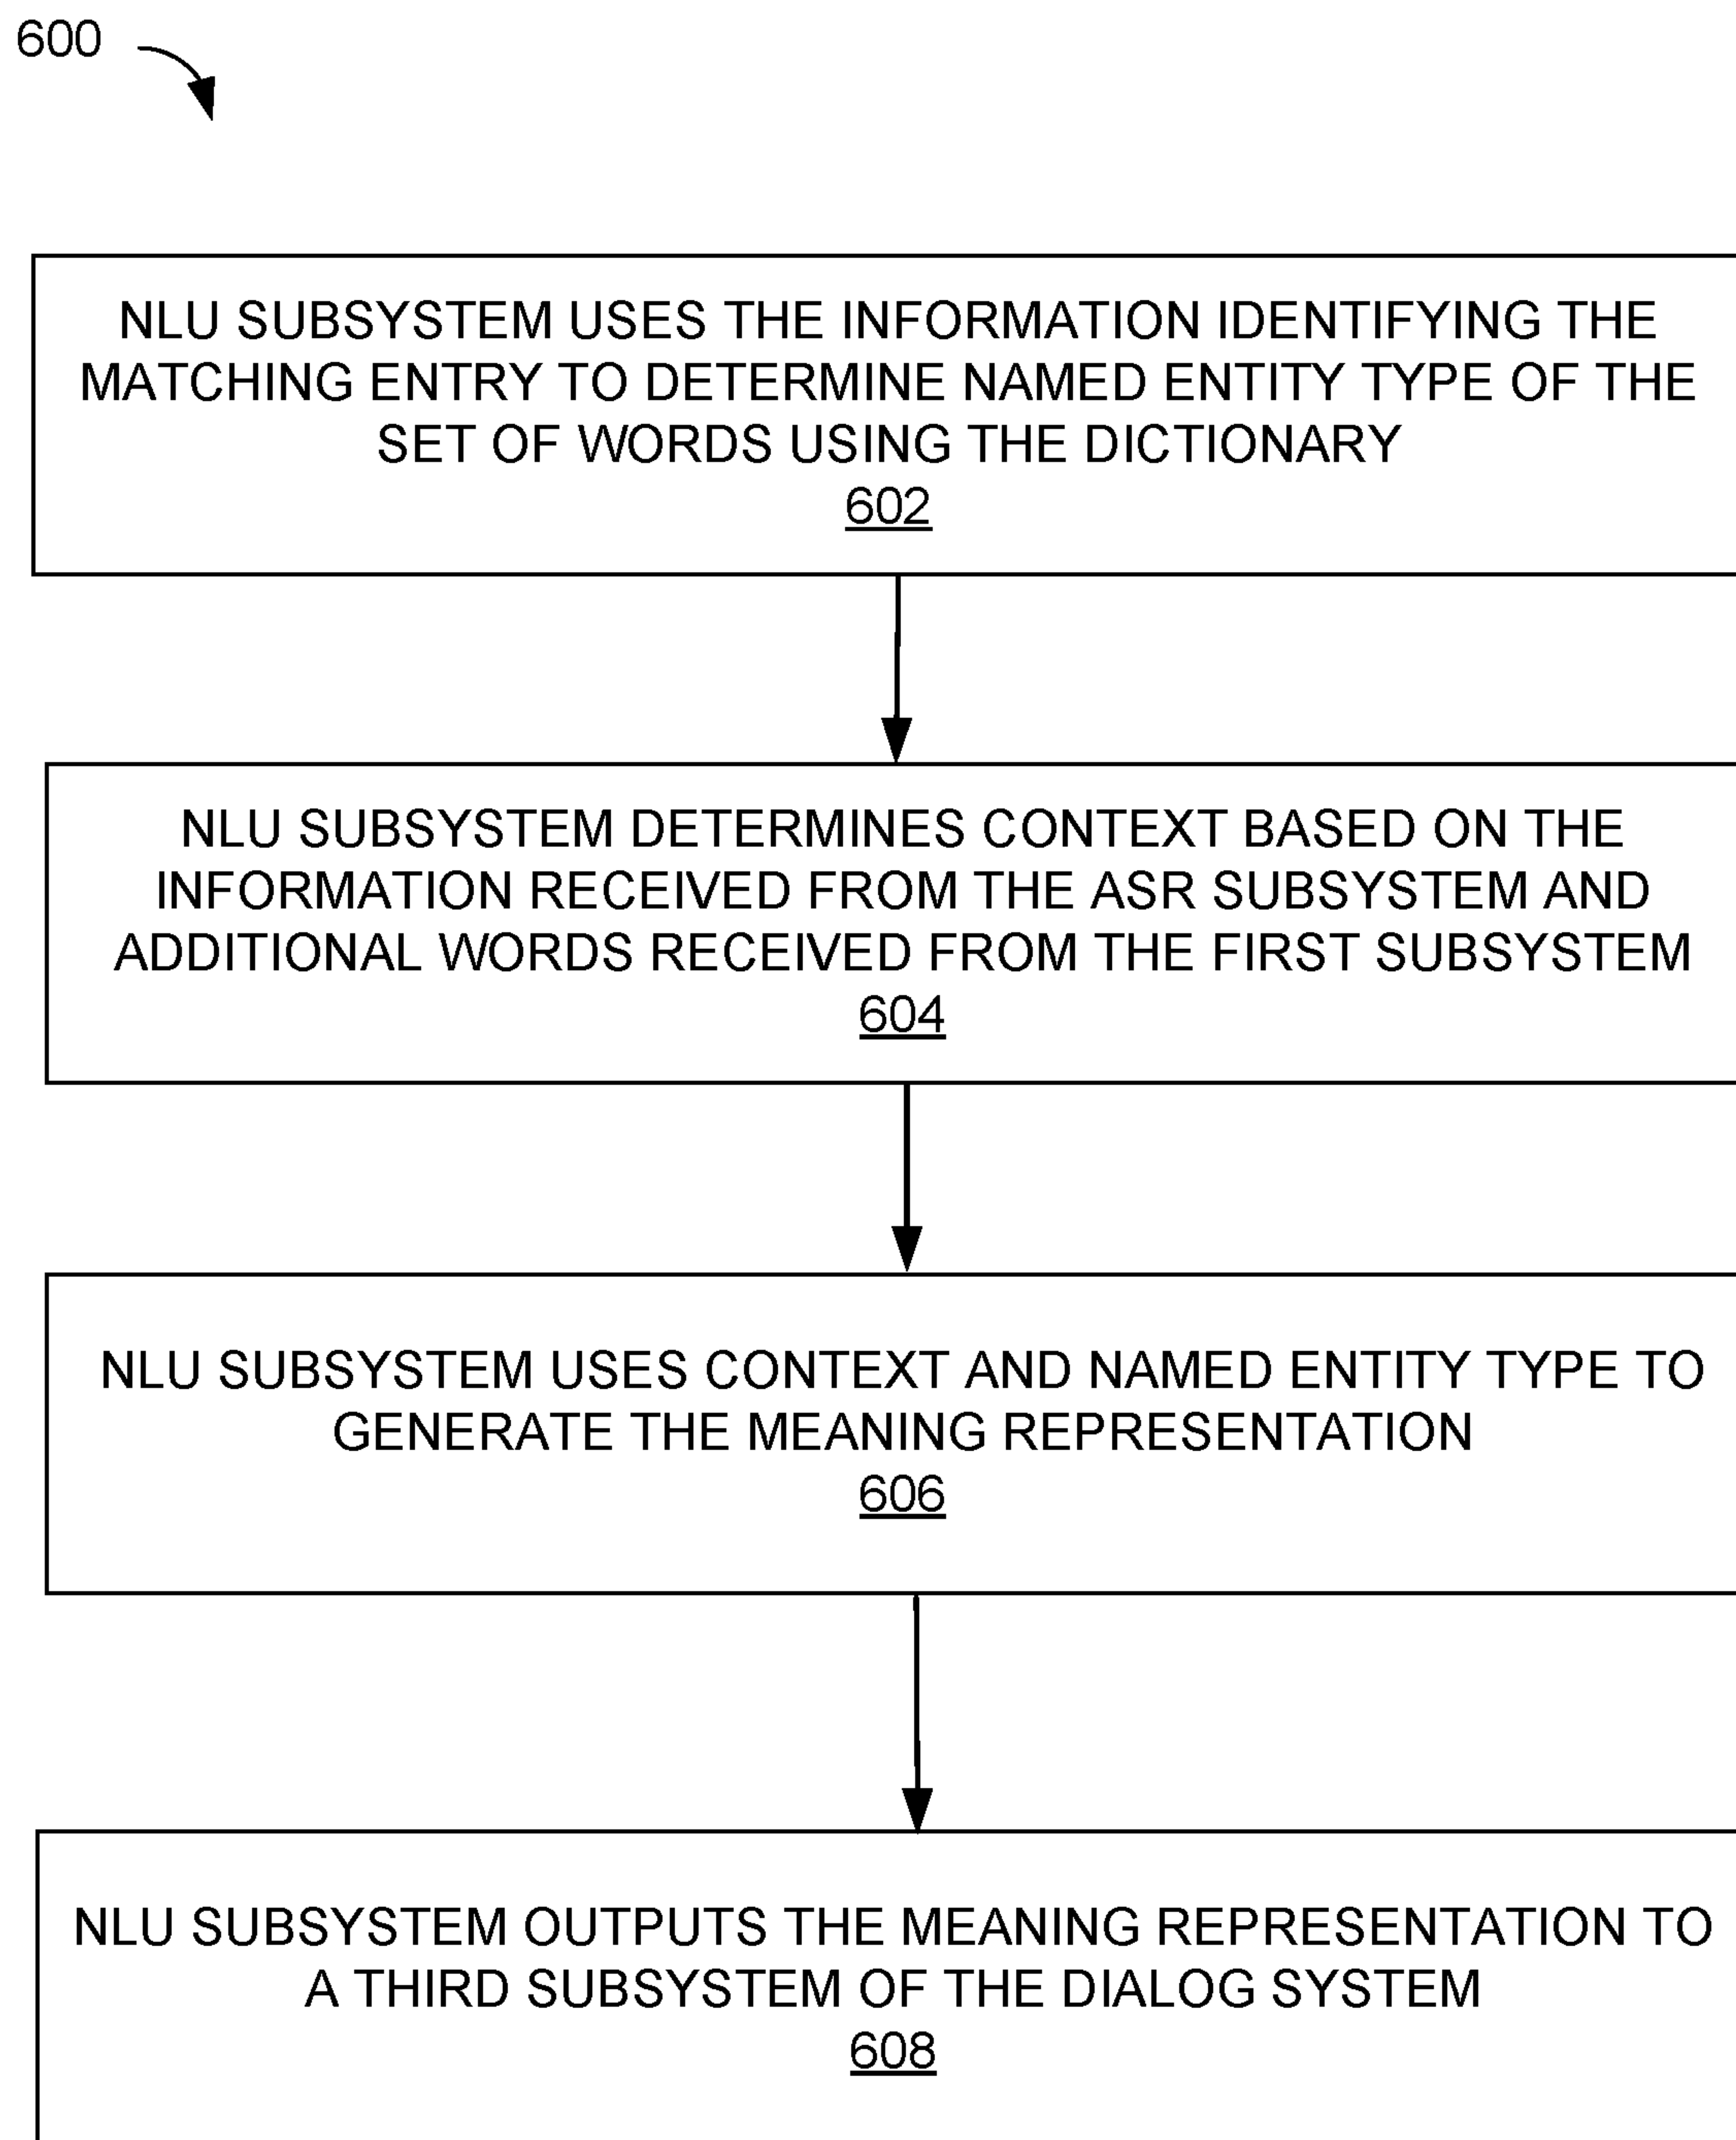 600
NLU SUBSYSTEM USES THE INFORMATION IDENTIFYING THE
MATCHING ENTRY TO DETERMINE NAMED ENTITY TYPE OF THE
SET OF WORDS USING THE DICTIONARY
602
NLU SUBSYSTEM DETERMINES CONTEXT BASED ON THE
INFORMATION RECEIVED FROM THE ASR SUBSYSTEM AND
ADDITIONAL WORDS RECEIVED FROM THE FIRST SUBSYSTEM
604
NLU SUBSYSTEM USES CONTEXT AND NAMED ENTITY TYPE TO
GENERATE THE MEANING REPRESENTATION
606
NLU SUBSYSTEM OUTPUTS THE MEANING REPRESENTATION TO
A THIRD SUBSYSTEM OF THE DIALOG SYSTEM
608